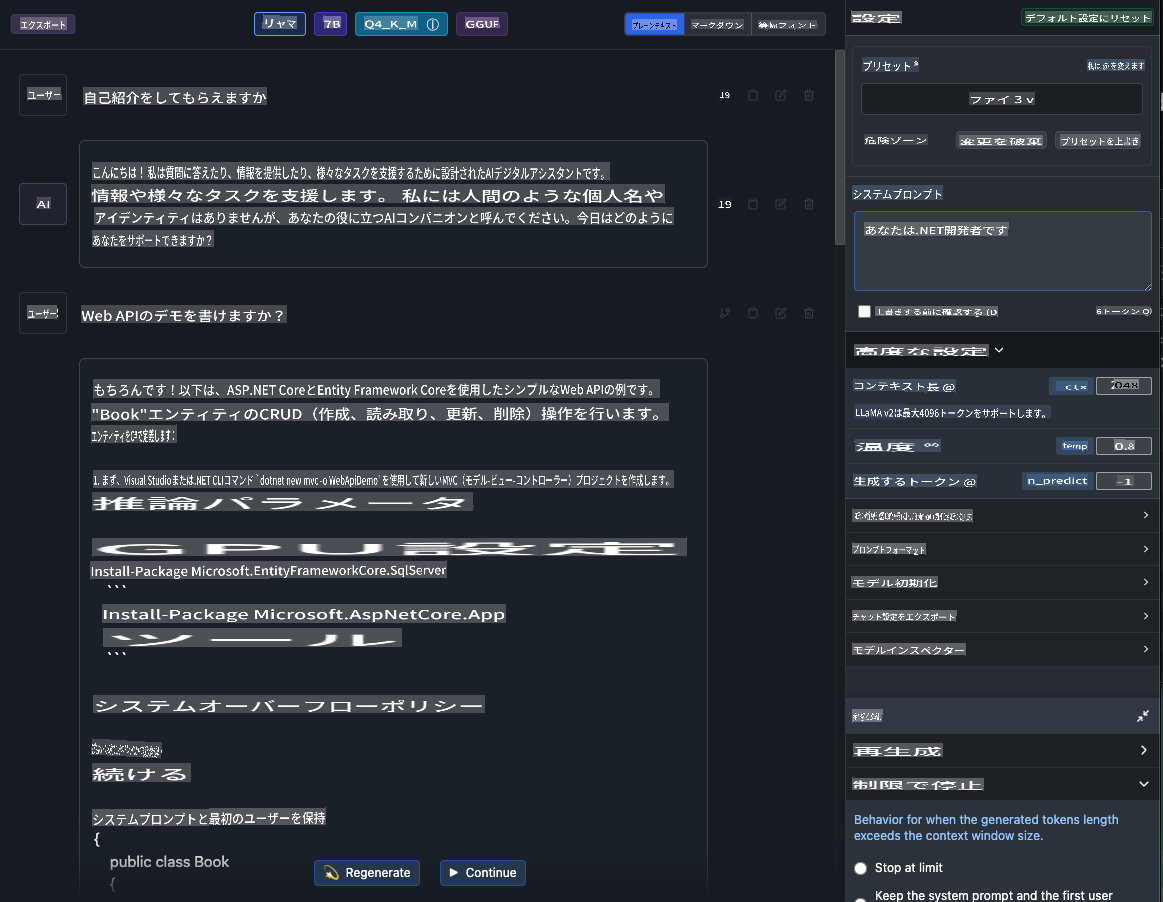 エクスポート
リャマ
7B
Q4_K_M
GGUF
プレーンテキスト
マークダウン
設定
デフォルト設定にリセット
ユーザー
自己紹介をしてもらえますか
19
AI
こんにちは！私は質問に答えたり、情報を提供したり、様々なタスクを支援するために設計されたAIデジタルアシスタントです。
情報や様々なタスクを支援します。 私には人間のような個人名や
アイデンティティはありませんが、あなたの役に立つAIコンパニオンと呼んでください。今日はどのように
あなたをサポートできますか?
19
ユーザー
Web APIのデモを書けますか？
もちろんです！以下は、ASP.NET CoreとEntity Framework Coreを使用したシンプルなWeb APIの例です。
"Book"エンティティのCRUD（作成、読み取り、更新、削除）操作を行います。
エンティティをC#で定義します:
1. まず、Visual Studioまたは.NET CLIコマンド `dotnet new mvc -o WebApiDemo` を使用して新しいMVC（モデル-ビュー-コントローラー）プロジェクトを作成します。
推論パラメータ
GPU設定
Install-Package Microsoft.EntityFrameworkCore.SqlServer
```
Install-Package Microsoft.AspNetCore.App
ツール
```
システムオーバーフローポリシー
続ける
システムプロンプトと最初のユーザーを保持
{
public class Book
{
Regenerate
Continue
プリセット
ファイ 3 v
危険ゾーン
変更を破棄
プリセットを上書き
システムプロンプト
あなたは.NET開発者です
上書きする前に確認する
6トークン
高度な設定
コンテキスト長 @
ctx
2048
LLaMA v2は最大4096トークンをサポートします。
温度
temp
0.8
生成するトークン @
n_predict
-1
プロンプトフォーマット
モデル初期化
チャット設定をエクスポート
モデルインスペクター
再生成
制限で停止
Behavior for when the generated tokens length
exceeds the context window size.
Stop at limit
Keep the system prompt and the first user